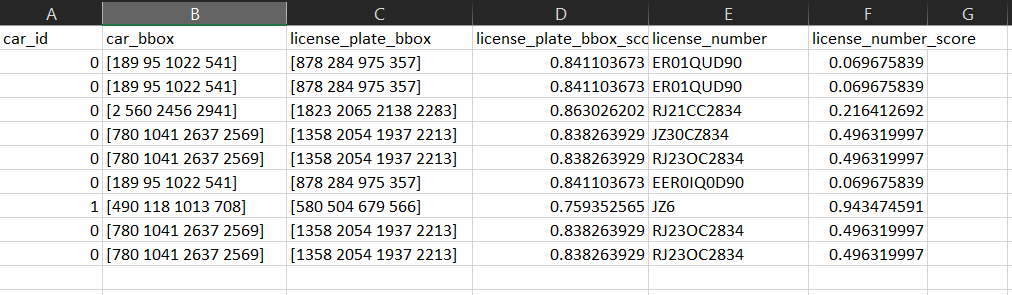 A B C D E F G
car_id car_bbox license_plate_bbox license_plate_bbox_sco license_number license_number_score
0 [189 95 1022 541] [878 284 975 357] 0.841103673 ER01QUD90 0.069675839
0 [189 95 1022 541] [878 284 975 357] 0.841103673 ER01QUD90 0.069675839
0 [2 560 2456 2941] [1823 2065 2138 2283] 0.863026202 RJ21CC2834 0.216412692
0 [780 1041 2637 2569] [1358 2054 1937 2213] 0.838263929 JZ30CZ834 0.496319997
0 [780 1041 2637 2569] [1358 2054 1937 2213] 0.838263929 RJ23OC2834 0.496319997
0 [189 95 1022 541] [878 284 975 357] 0.841103673 EER0IQ0D90 0.069675839
1 [490 118 1013 708] [580 504 679 566] 0.759352565 JZ6 0.943474591
0 [780 1041 2637 2569] [1358 2054 1937 2213] 0.838263929 RJ23OC2834 0.496319997
0 [780 1041 2637 2569] [1358 2054 1937 2213] 0.838263929 RJ23OC2834 0.496319997